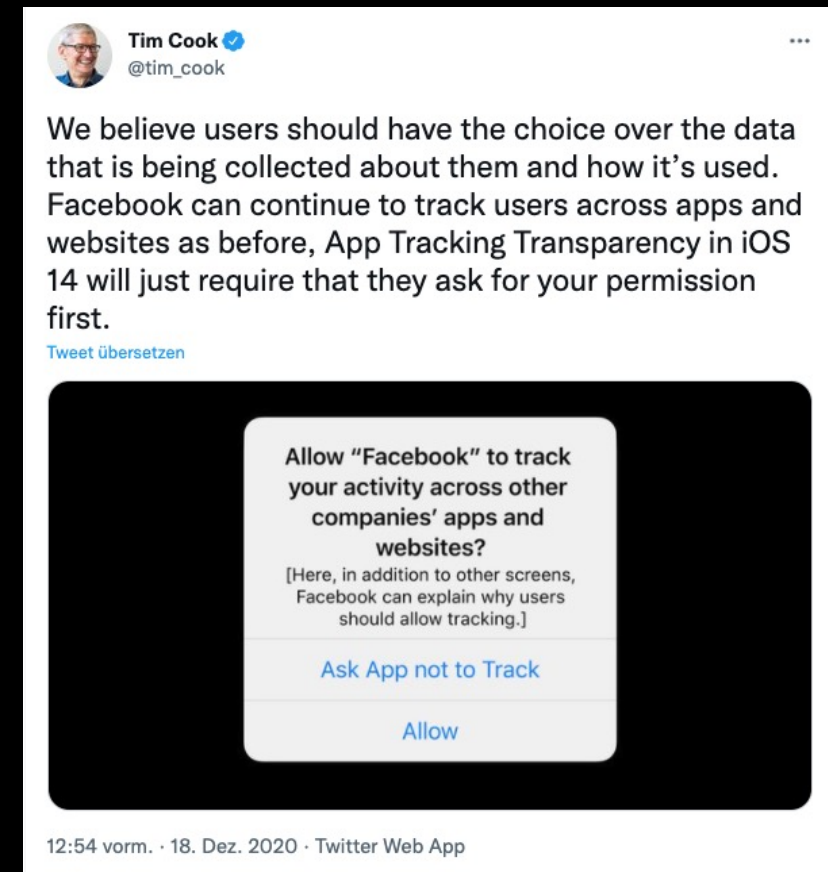 Tim Cook
@tim_cook
We believe users should have the choice over the data
that is being collected about them and how it’s used.
Facebook can continue to track users across apps and
websites as before, App Tracking Transparency in iOS
14 will just require that they ask for your permission
first.
Tweet übersetzen
Allow “Facebook” to track
your activity across other
companies’ apps and
websites?
[Here, in addition to other screens,
Facebook can explain why users
should allow tracking.]
Ask App not to Track
Allow
12:54 vorm. · 18. Dez. 2020 · Twitter Web App